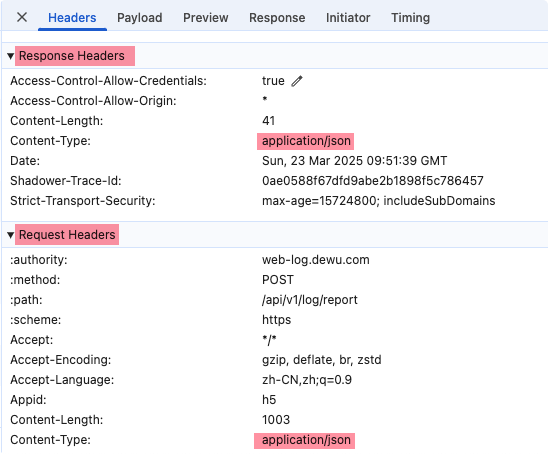 Headers Payload Preview Response Initiator Timing
Response Headers
Access-Control-Allow-Credentials: true
Access-Control-Allow-Origin: *
Content-Length: 41
Content-Type: application/json
Date: Sun, 23 Mar 2025 09:51:39 GMT
Shadower-Trace-Id: 0ae0588f67dfd9abe2b1898f5c786457
Strict-Transport-Security: max-age=15724800; includeSubDomains
Request Headers
:authority: web-log.dewu.com
:method: POST
:path: /api/v1/log/report
:scheme: https
Accept: */*
Accept-Encoding: gzip, deflate, br, zstd
Accept-Language: zh-CN,zh;q=0.9
Appid: h5
Content-Length: 1003
Content-Type: application/json